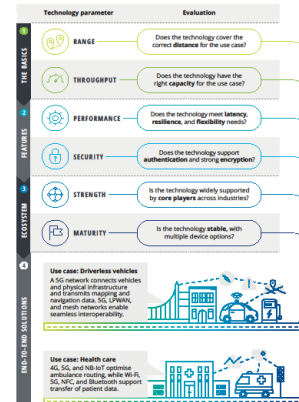 Technology parameter Evaluation
1
THE BASICS
RANGE
Does the technology cover the
correct distance for the use case?
THROUGHPUT
Does the technology have the
right capacity for the use case?
2
FEATURES
PERFORMANCE
Does the technology meet latency,
resilience, and flexibility needs?
SECURITY
Does the technology support
authentication and strong encryption?
3
ECOSYSTEM
STRENGTH
Is the technology widely supported
by core players across industries?
MATURITY
Is the technology stable, with
multiple device options?
4
END-TO-END SOLUTIONS
Use case: Driverless vehicles
A 5G network connects vehicles
and physical infrastructure
and transmits mapping and
navigation data. 5G, LPWAN,
and mesh networks enable
seamless interoperability.
Use case: Health care
4G, 5G, and NB-IoT optimise
ambulance routing, while Wi-Fi,
5G, NFC, and Bluetooth support
transfer of patient data.